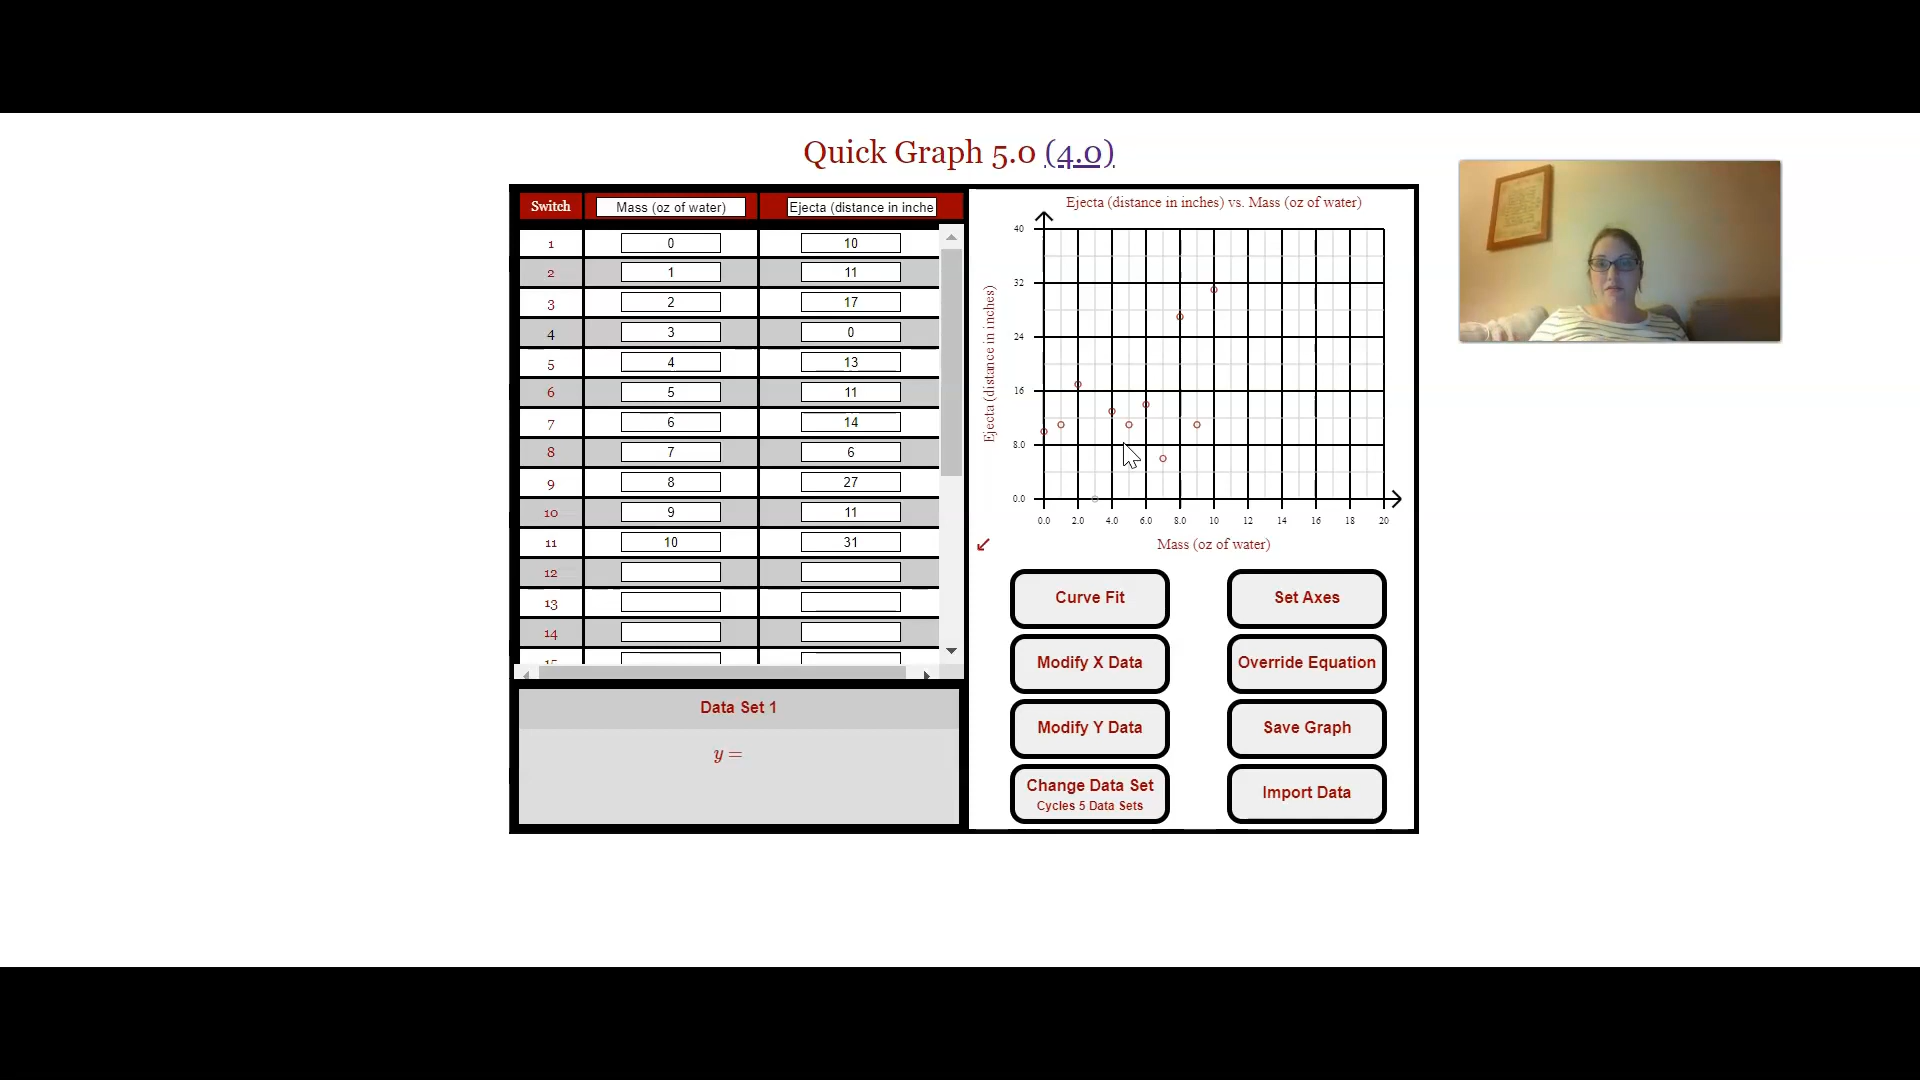 Quick Graph 5.0 (4.0)
Switch Mass (oz of water) Ejecta (distance in inche
1 0 10
2 1 11
3 2 17
4 3 0
5 4 13
6 5 11
7 6 14
8 7 6
9 8 27
10 9 11
11 10 31
12
13
14
15
Data Set 1
y =
Ejecta (distance in inches) vs. Mass (oz of water)
Ejecta (distance in inches)
40
32
24
16
8.0
0.0
0.0 2.0 4.0 6.0 8.0 10 12 14 16 18 20
Mass (oz of water)
Curve Fit
Set Axes
Modify X Data
Override Equation
Modify Y Data
Save Graph
Change Data Set
Cycles 5 Data Sets
Import Data